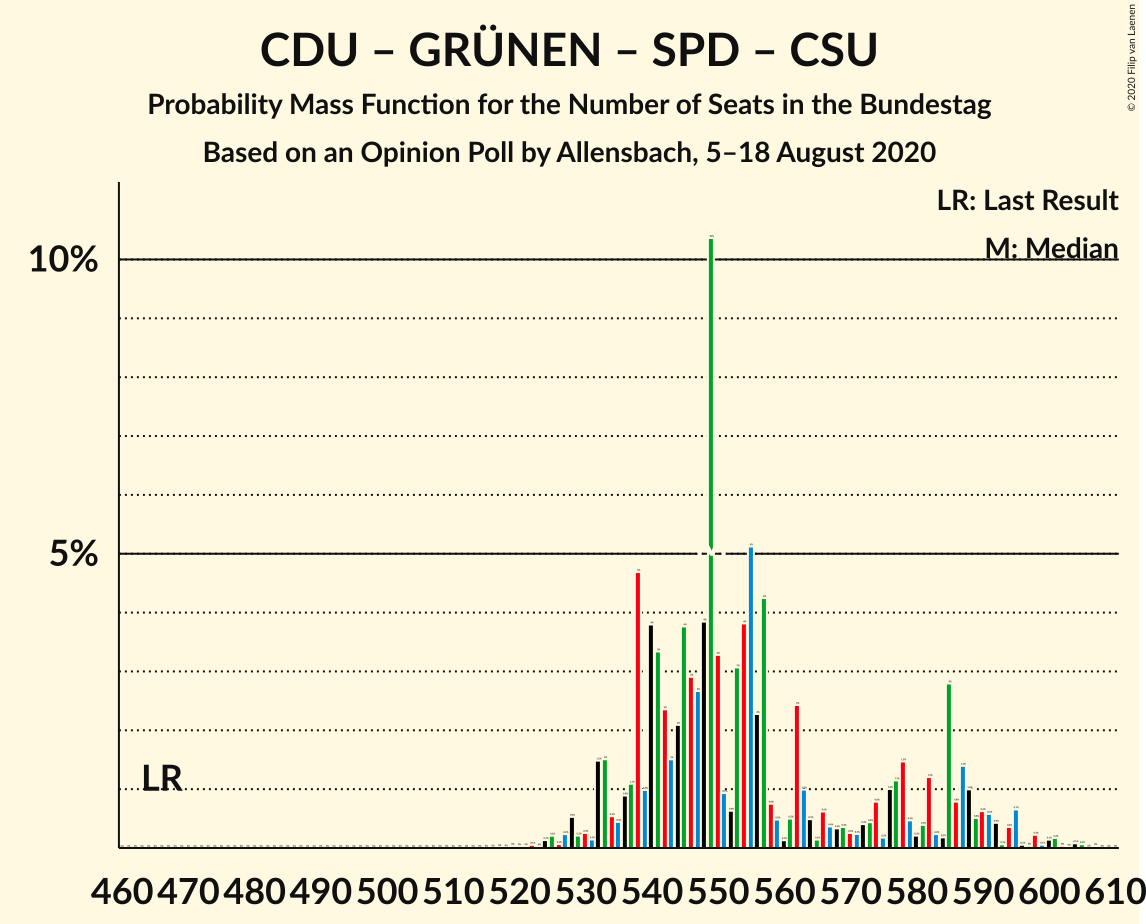 CDU – GRÜNEN – SPD – CSU
Probability Mass Function for the Number of Seats in the Bundestag
Based on an Opinion Poll by Allensbach, 5–18 August 2020
© 2020 Filip van Laenen
LR: Last Result
M: Median
10%
5%
LR
460 470 480 490 500 510 520 530 540 550 560 570 580 590 600 610